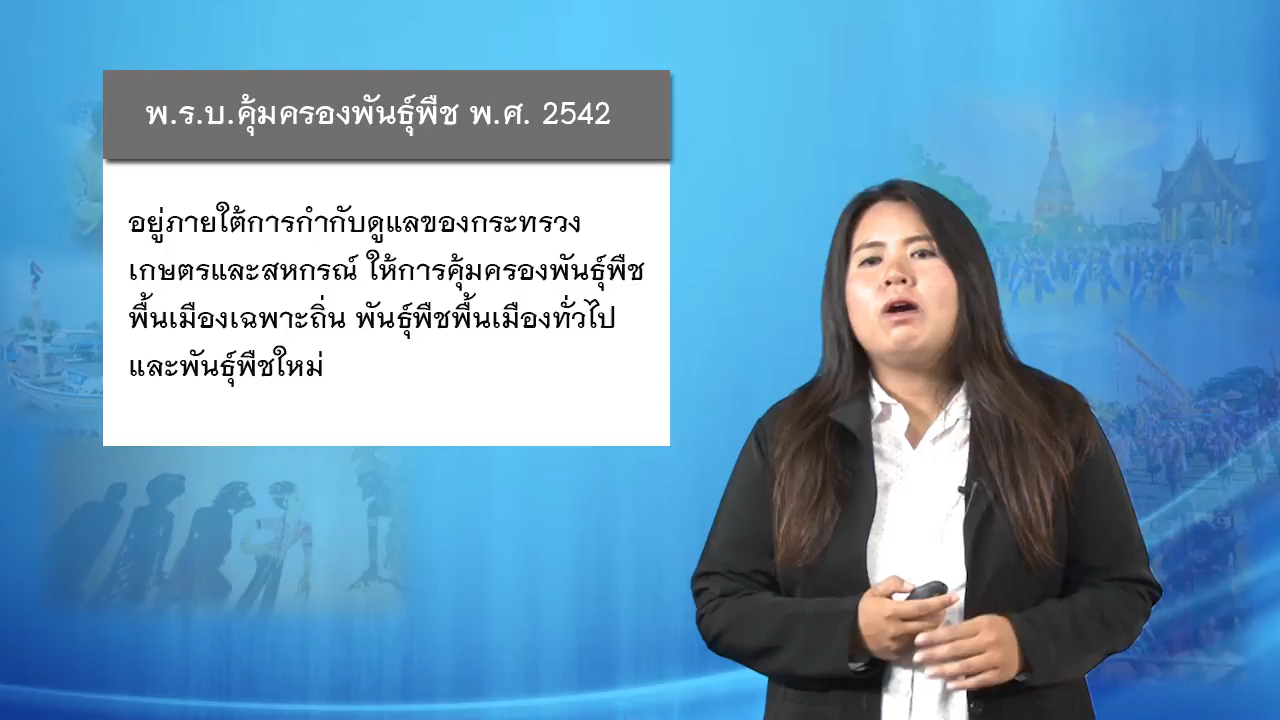 พ.ร.บ.คุ้มครองพันธุ์พืช พ.ศ. 2542
อยู่ภายใต้การกำกับดูแลของกระทรวง
เกษตรและสหกรณ์ ให้การคุ้มครองพันธุ์พืช
พื้นเมืองเฉพาะถิ่น พันธุ์พืชพื้นเมืองทั่วไป
และพันธุ์พืชใหม่